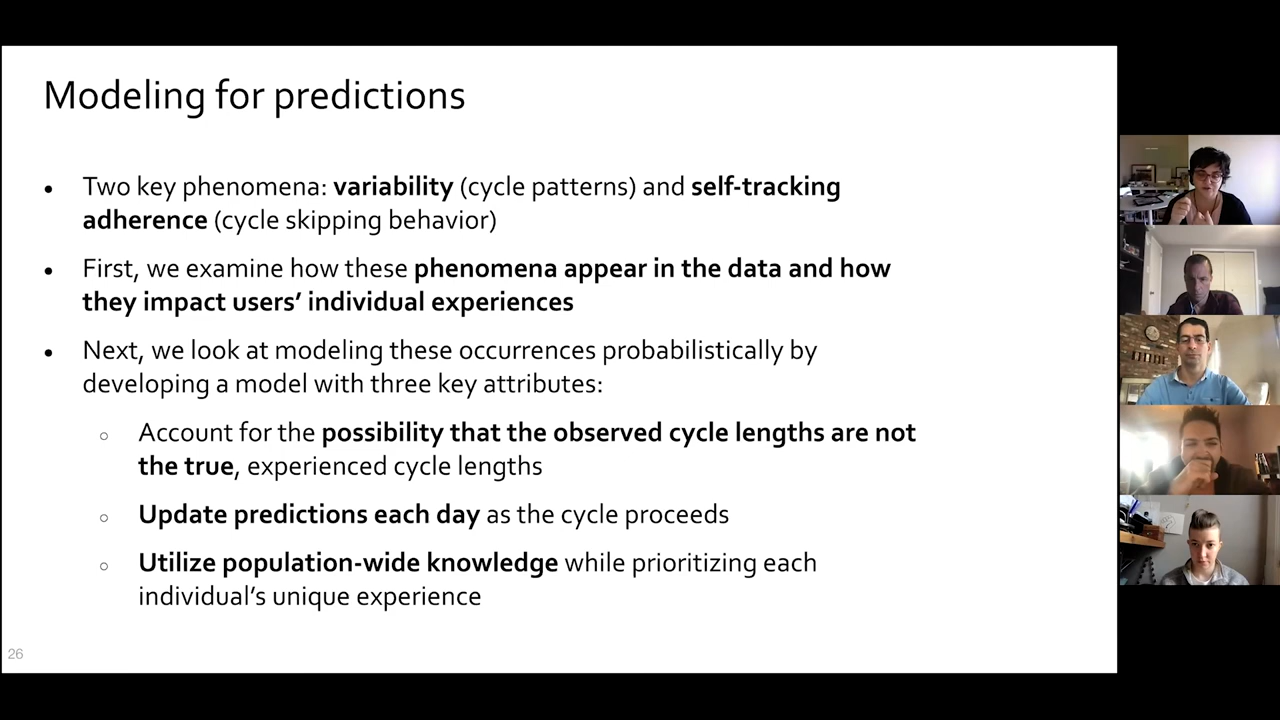 Modeling for predictions
● Two key phenomena: variability (cycle patterns) and self-tracking
adherence (cycle skipping behavior)
● First, we examine how these phenomena appear in the data and how
they impact users’ individual experiences
● Next, we look at modeling these occurrences probabilistically by
developing a model with three key attributes:
○ Account for the possibility that the observed cycle lengths are not
the true, experienced cycle lengths
○ Update predictions each day as the cycle proceeds
○ Utilize population-wide knowledge while prioritizing each
individual’s unique experience
26